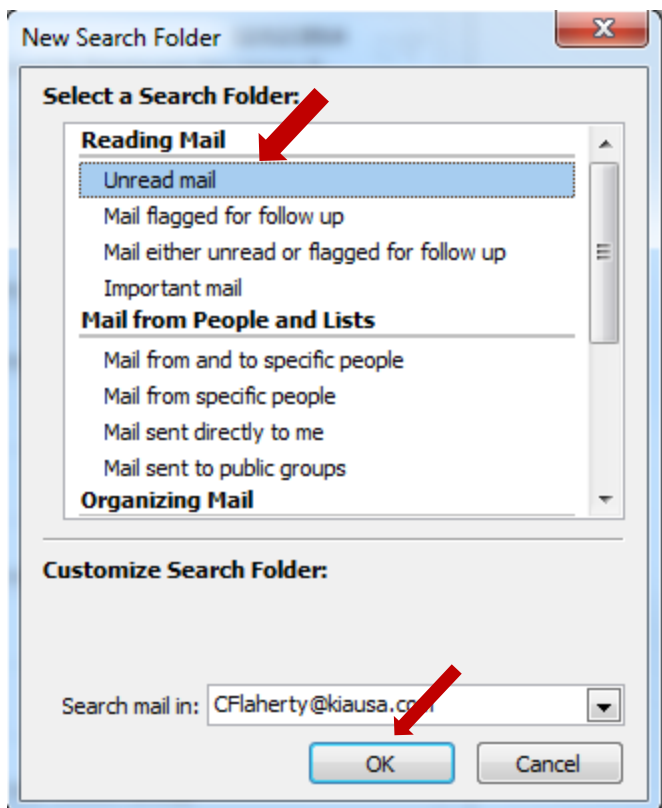 New Search Folder
Select a Search Folder:
Reading Mail
Unread mail
Mail flagged for follow up
Mail either unread or flagged for follow up
Important mail
Mail from People and Lists
Mail from and to specific people
Mail from specific people
Mail sent directly to me
Mail sent to public groups
Organizing Mail
Customize Search Folder:
Search mail in: CFlaherty@kiausa.com
OK Cancel